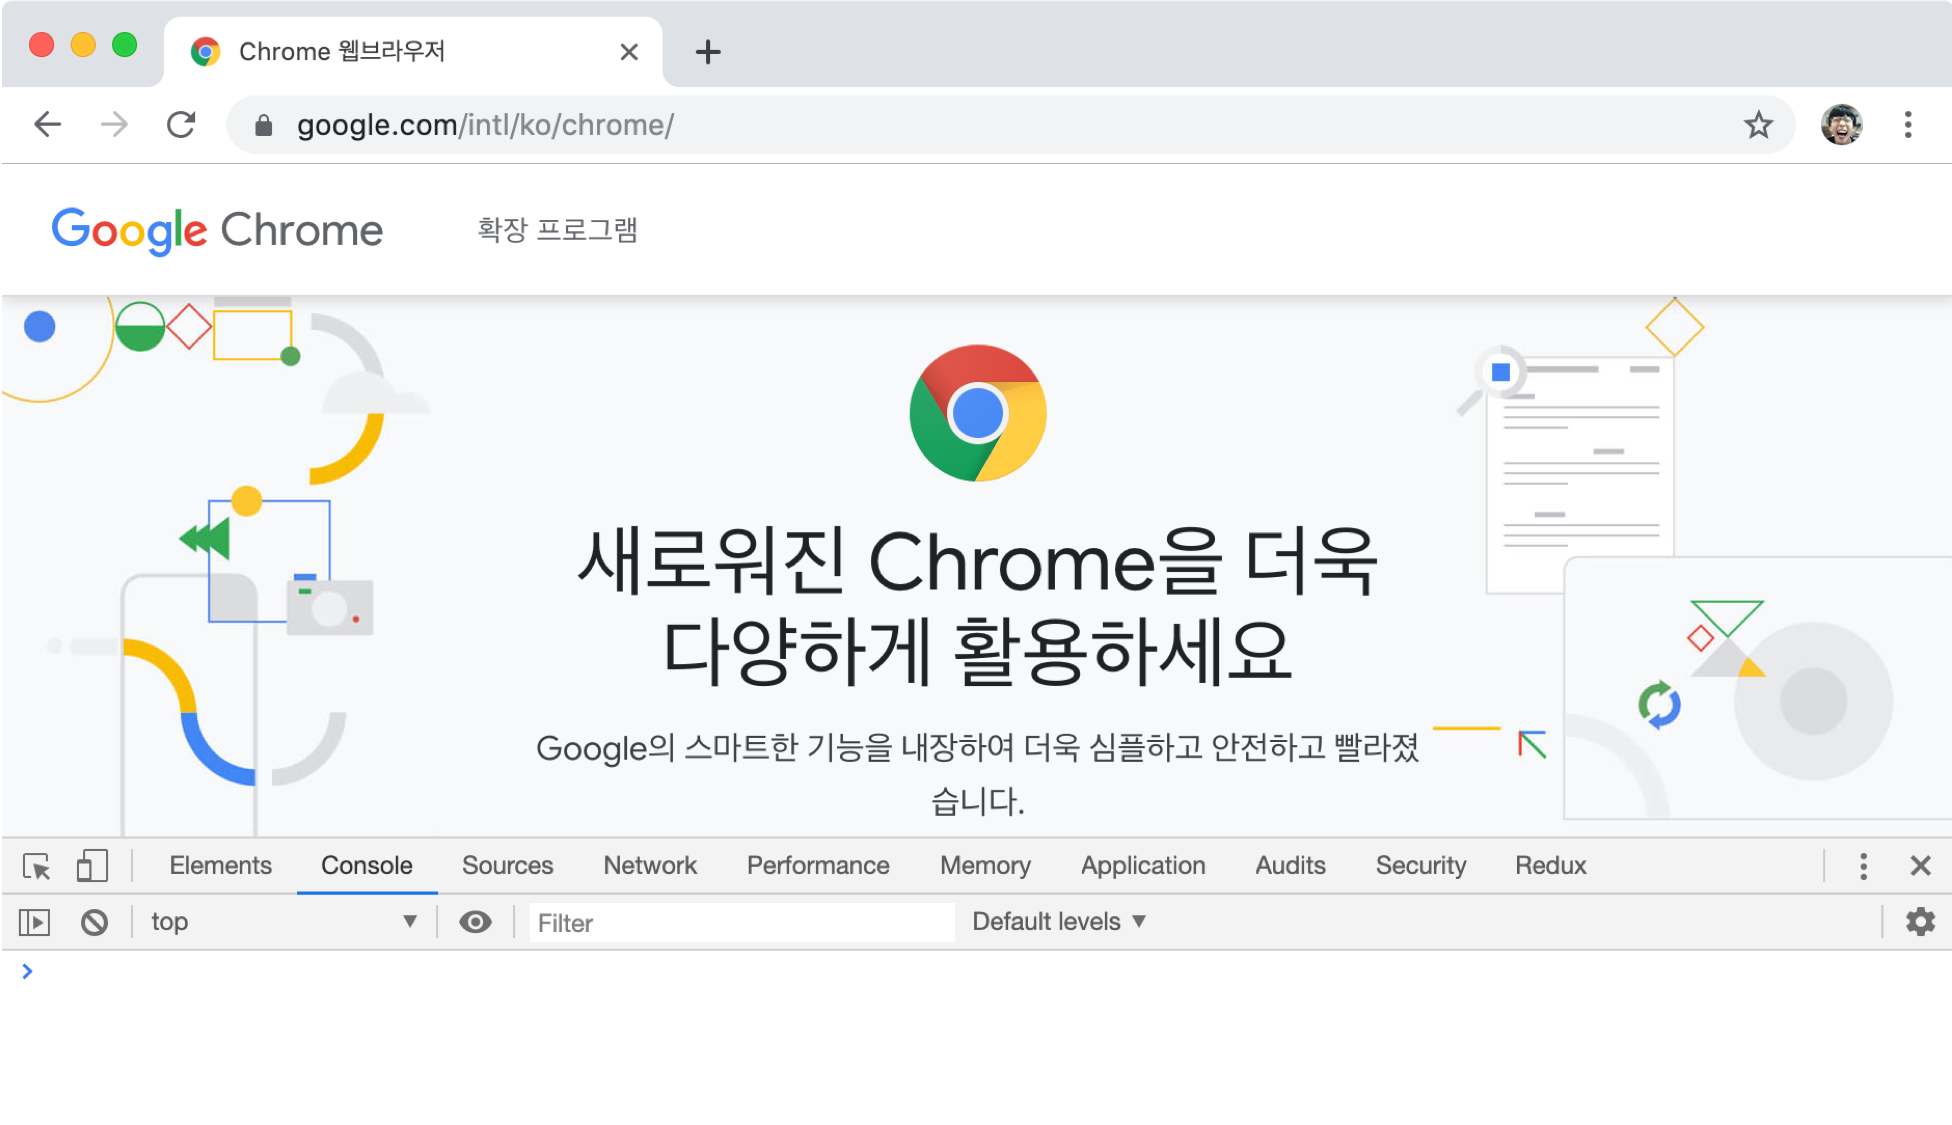 Chrome 웹브라우저
google.com/intl/ko/chrome/
Google Chrome 확장 프로그램
새로워진 Chrome을 더욱
다양하게 활용하세요
Google의 스마트한 기능을 내장하여 더욱 심플하고 안전하고 빨라졌
습니다.
Elements Console Sources Network Performance Memory Application Audits Security Redux
top Filter Default levels